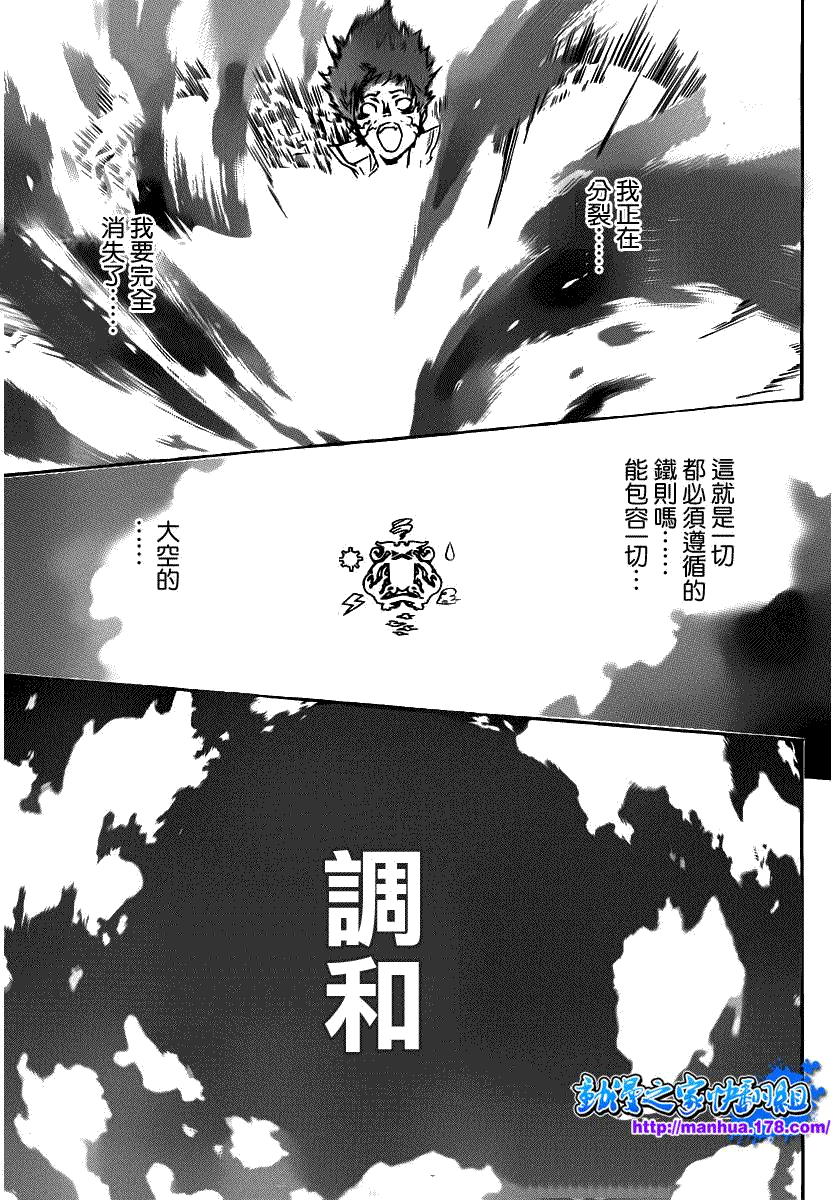 我正在
分裂……
我要完全
消失了……
這就是一切
都必須遵循的
鐵則嗎……
能包容一切…
大空的
……
調和
動漫之家快翻組
http://manhua.178.com/